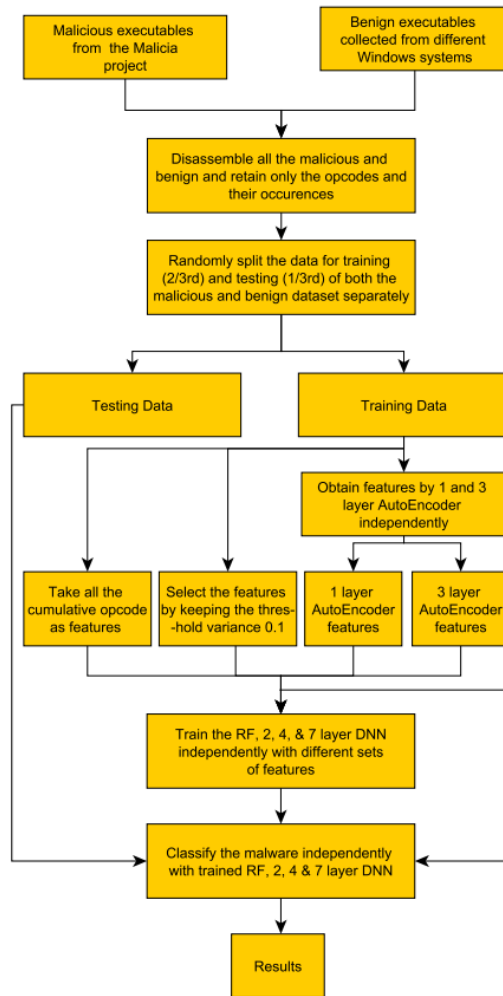 Malicious executables
from the Malicia
project
Benign executables
collected from different
Windows systems
Disassemble all the malicious and
benign and retain only the opcodes and
their occurences
Randomly split the data for training
(2/3rd) and testing (1/3rd) of both the
malicious and benign dataset separately
Testing Data
Training Data
Obtain features by 1 and 3
layer AutoEncoder
independently
Take all the
cumulative opcode
as features
Select the features
by keeping the thres-
-hold variance 0.1
1 layer
AutoEncoder
features
3 layer
AutoEncoder
features
Train the RF, 2, 4, & 7 layer DNN
independently with different sets
of features
Classify the malware independently
with trained RF, 2, 4 & 7 layer DNN
Results